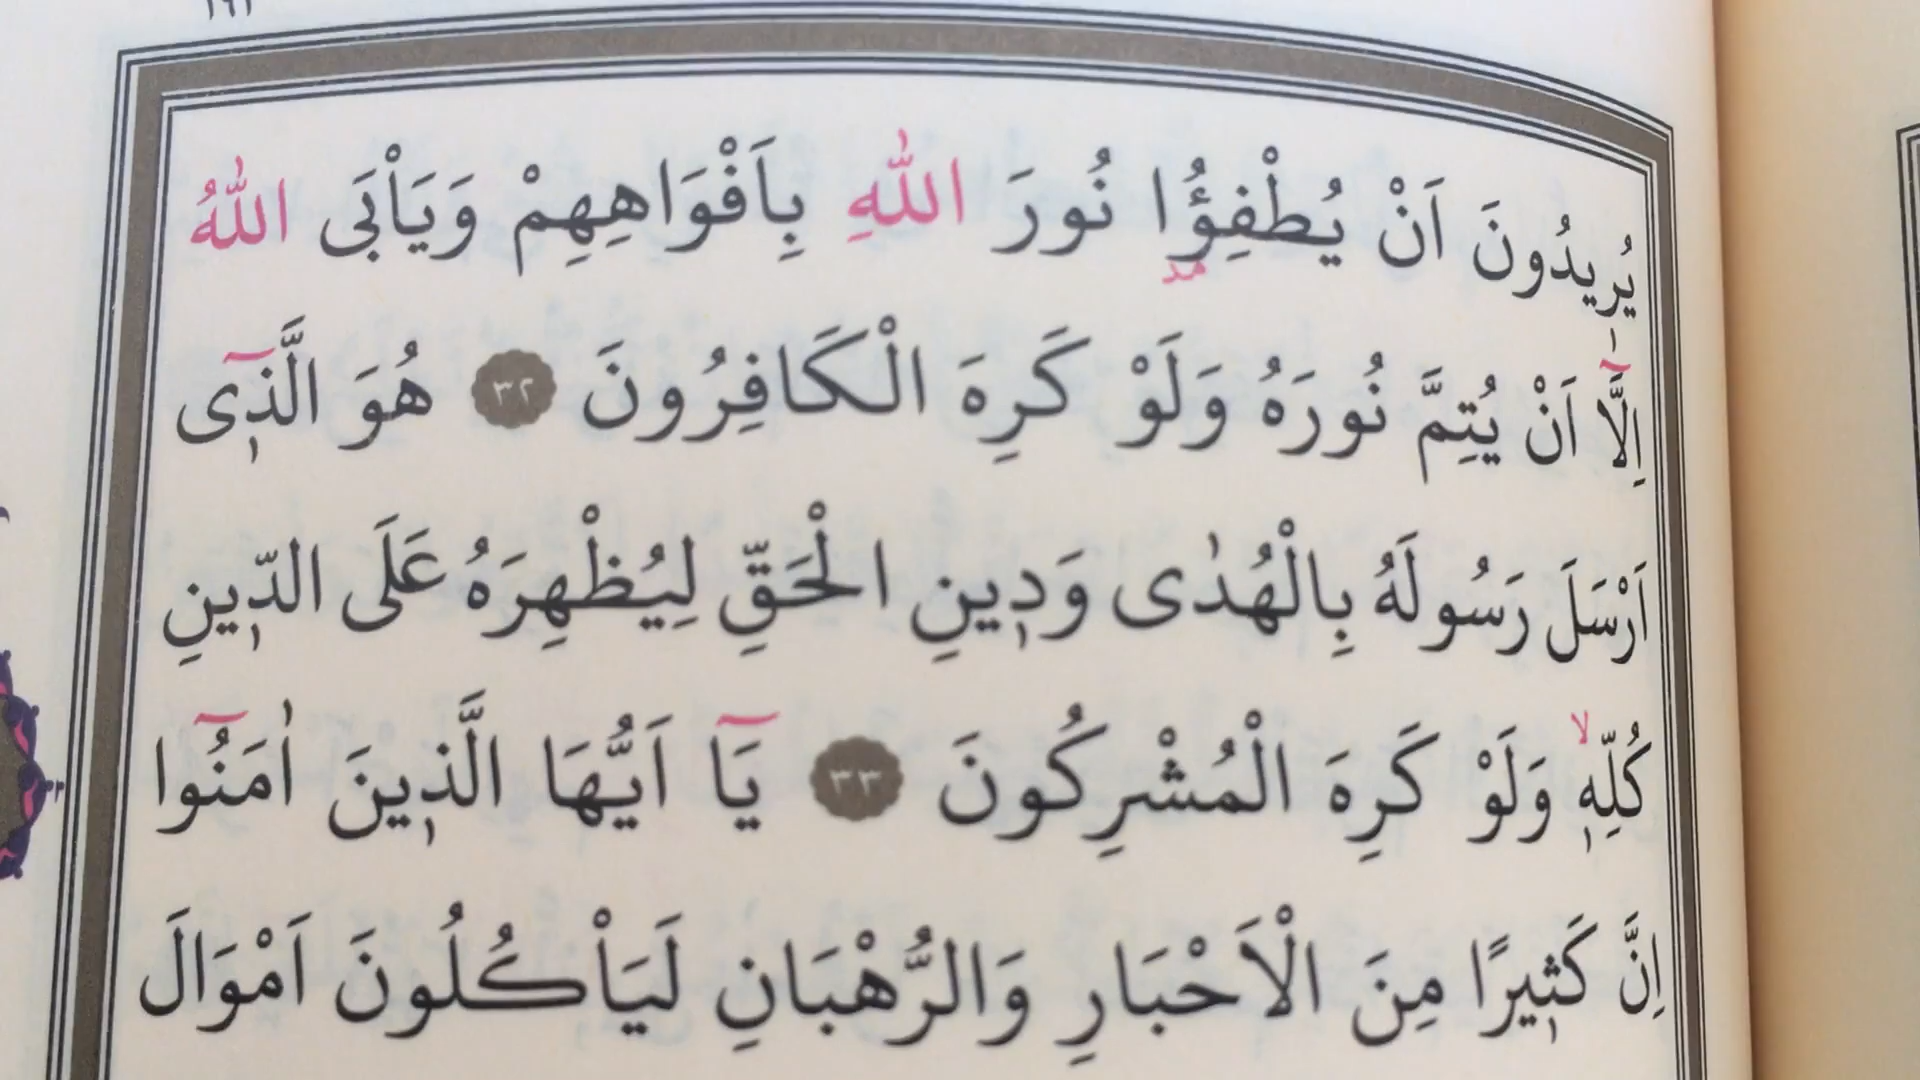 يُرِيدُونَ اَنْ يُطْفِؤُا نُورَ اللّٰهِ بِاَفْوَاهِهِمْ وَيَاْبَى اللّٰهُ
مد
اِلَّٓا اَنْ يُتِمَّ نُورَهُ وَلَوْ كَرِهَ الْكَافِرُونَ ٣٢ هُوَ الَّذٖٓى
اَرْسَلَ رَسُولَهُ بِالْهُدٰى وَدٖينِ الْحَقِّ لِيُظْهِرَهُ عَلَى الدّٖينِ
كُلِّهٖۙ وَلَوْ كَرِهَ الْمُشْرِكُونَ ٣٣ يَٓا اَيُّهَا الَّذٖينَ اٰمَنُٓوا
اِنَّ كَثٖيرًا مِنَ الْاَحْبَارِ وَالرُّهْبَانِ لَيَاْكُلُونَ اَمْوَالَ